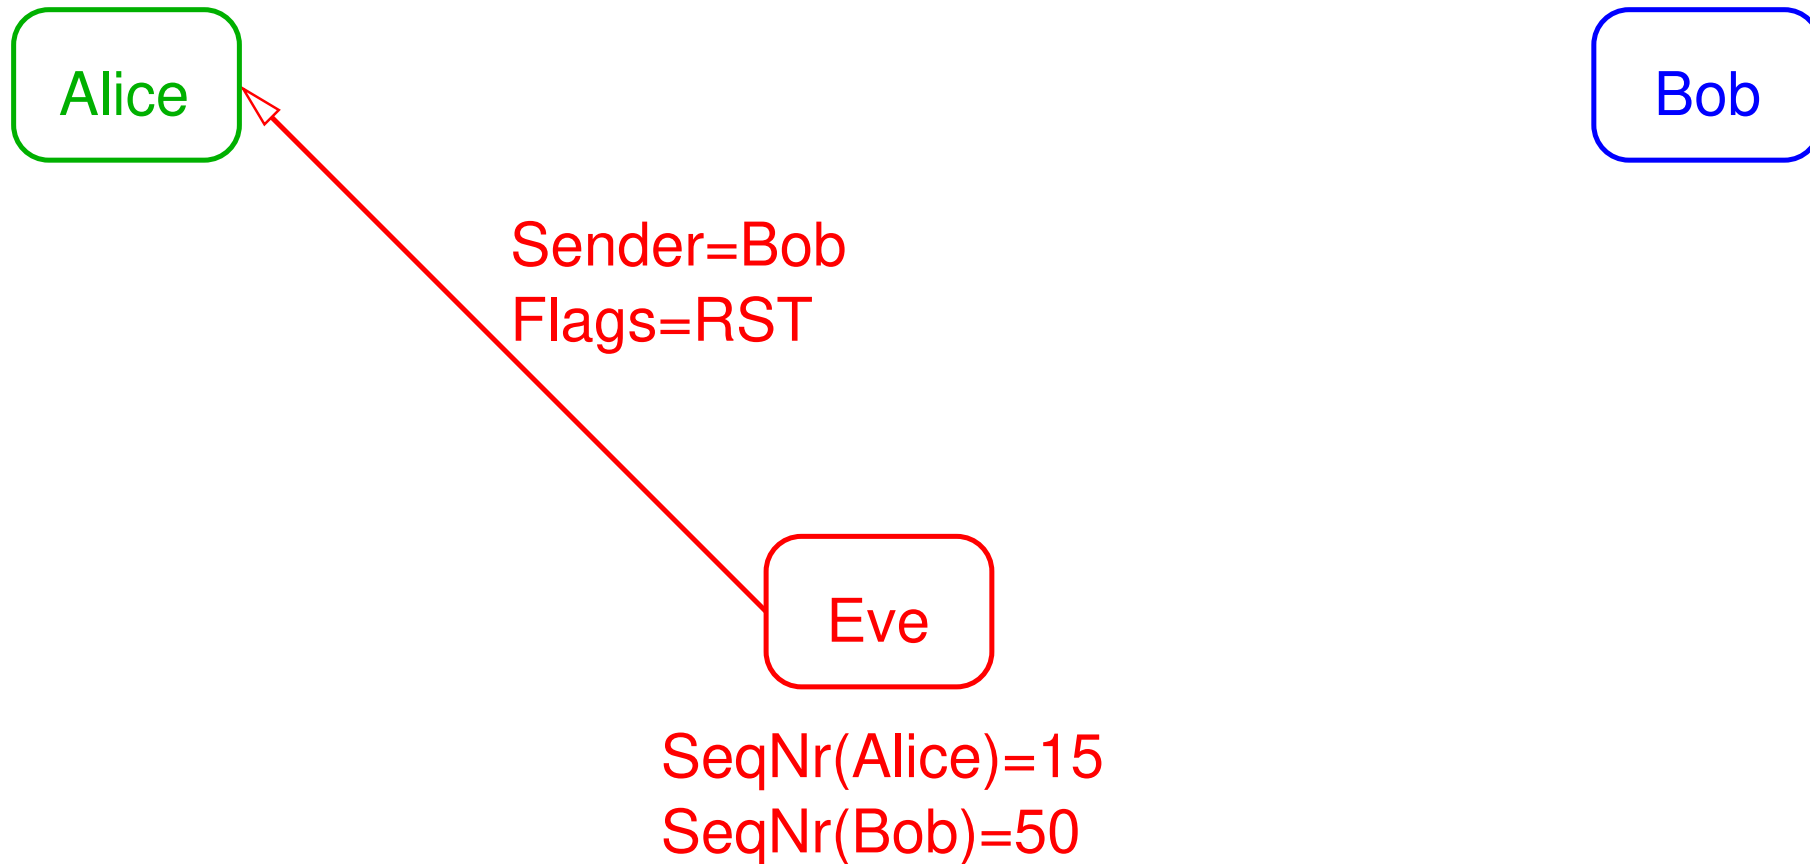 Alice
Bob
Sender=Bob
Flags=RST
Eve
SeqNr(Alice)=15
SeqNr(Bob)=50